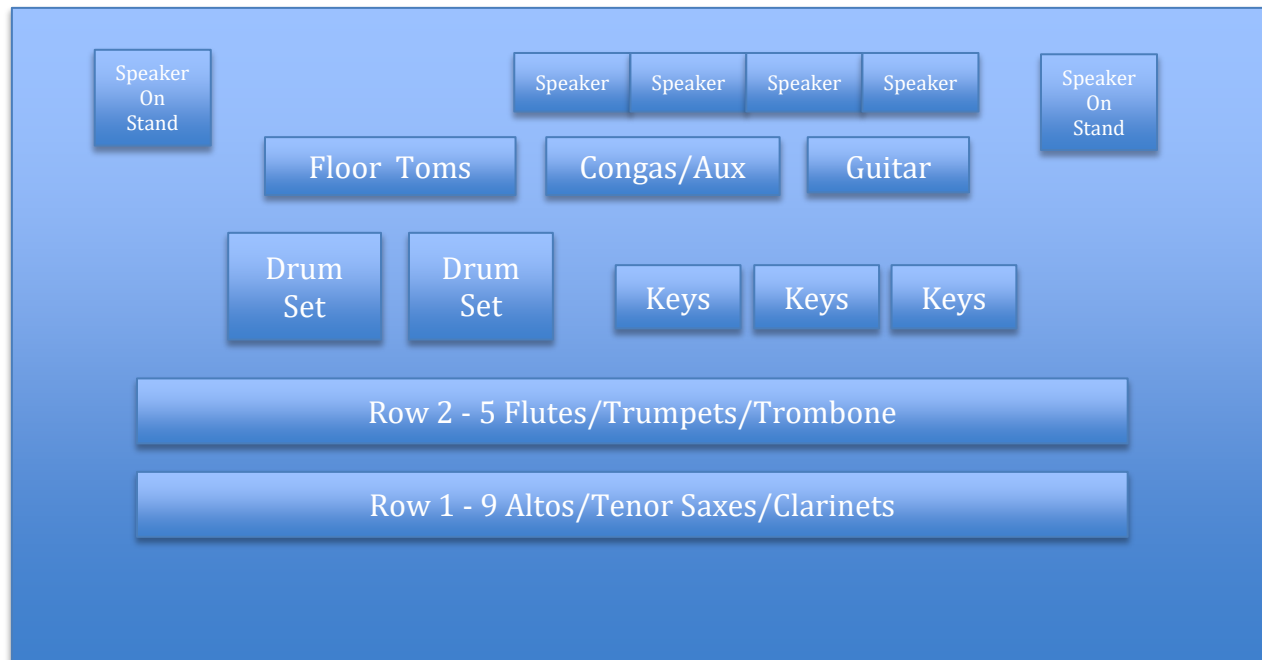 Speaker
On
Stand
Speaker
Speaker
Speaker
Speaker
Speaker
On
Stand
Floor  Toms
Congas/Aux
Guitar
Drum
Set
Drum
Set
Keys
Keys
Keys
Row 2 - 5 Flutes/Trumpets/Trombone
Row 1 - 9 Altos/Tenor Saxes/Clarinets